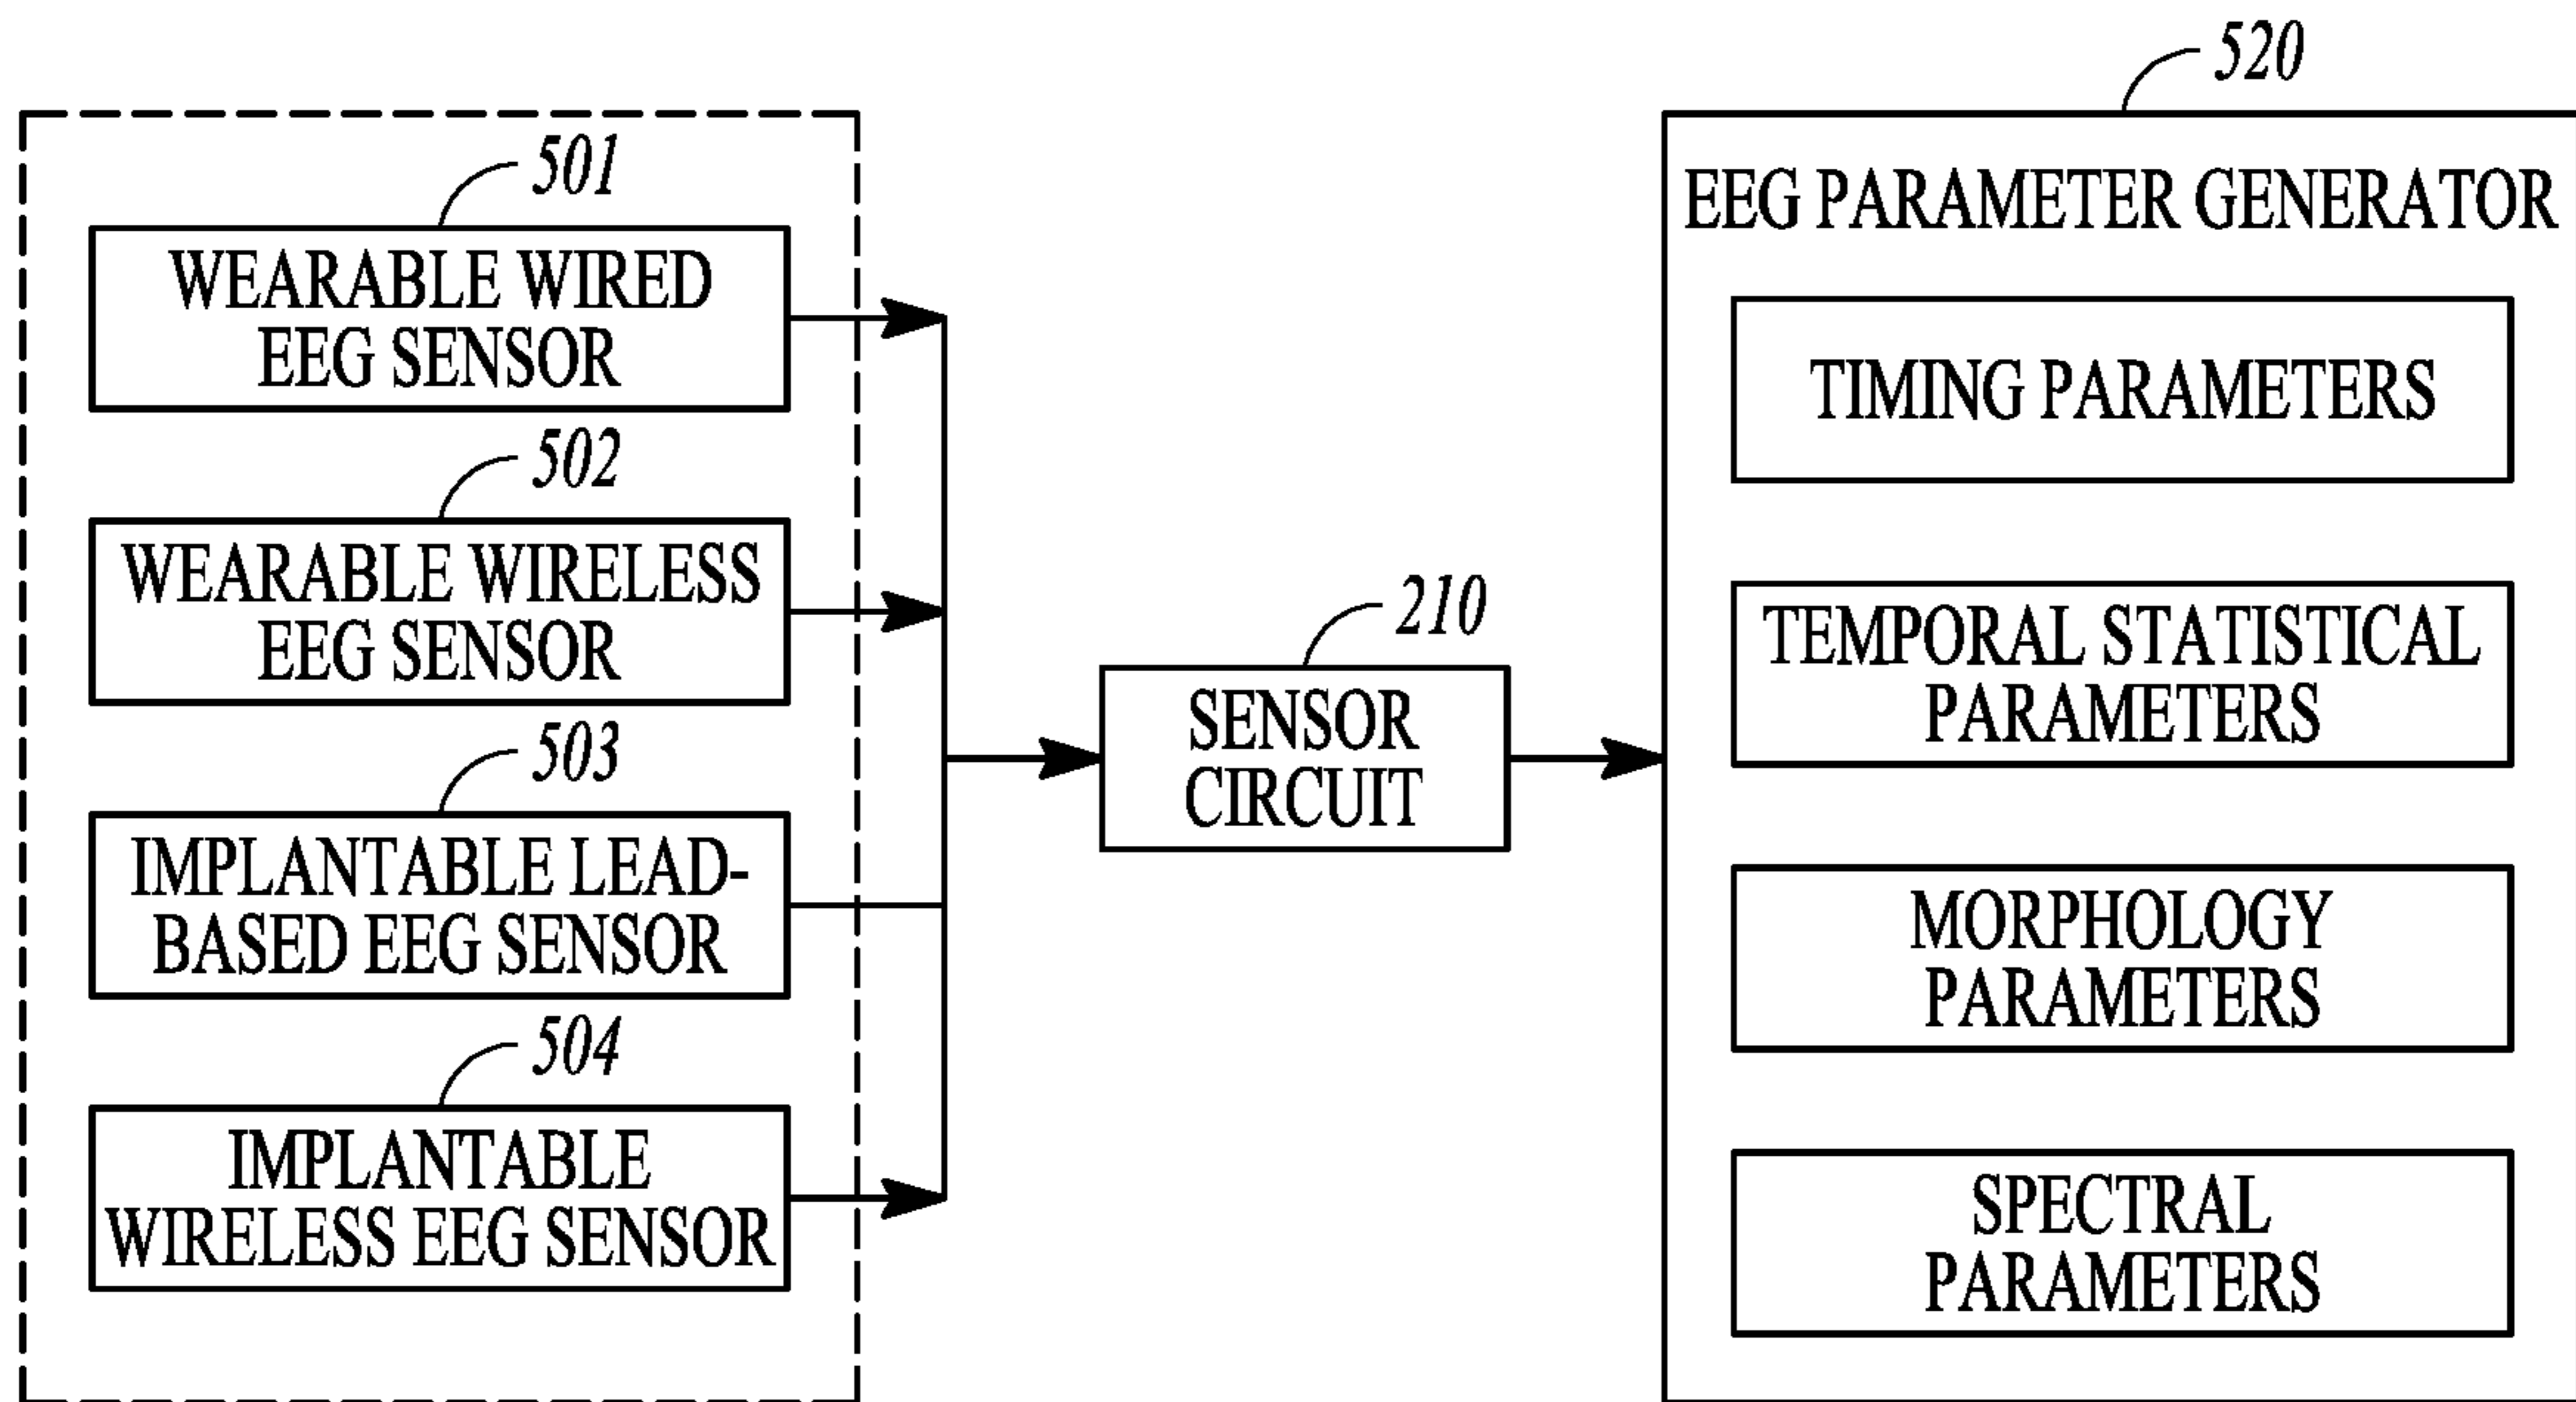 501
WEARABLE WIRED
EEG SENSOR
502
WEARABLE WIRELESS
EEG SENSOR
503
IMPLANTABLE LEAD-
BASED EEG SENSOR
504
IMPLANTABLE
WIRELESS EEG SENSOR
210
SENSOR
CIRCUIT
520
EEG PARAMETER GENERATOR
TIMING PARAMETERS
TEMPORAL STATISTICAL
PARAMETERS
MORPHOLOGY
PARAMETERS
SPECTRAL
PARAMETERS